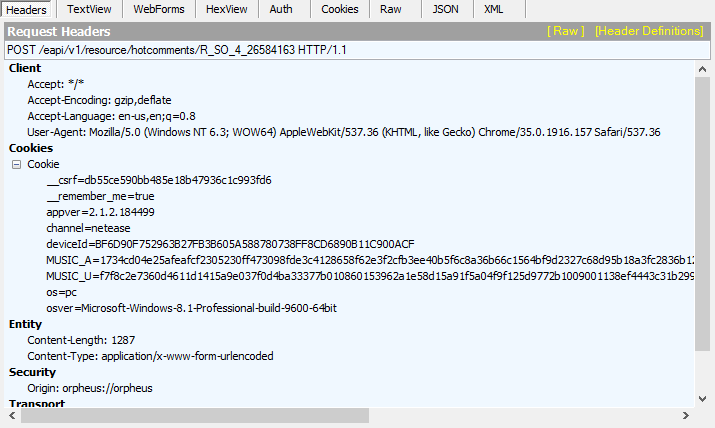 Headers TextView WebForms HexView Auth Cookies Raw JSON XML
Request Headers [ Raw ] [Header Definitions]
POST /eapi/v1/resource/hotcomments/R_SO_4_26584163 HTTP/1.1
Client
Accept: */*
Accept-Encoding: gzip,deflate
Accept-Language: en-us,en;q=0.8
User-Agent: Mozilla/5.0 (Windows NT 6.3; WOW64) AppleWebKit/537.36 (KHTML, like Gecko) Chrome/35.0.1916.157 Safari/537.36
Cookies
Cookie
__csrf=db55ce590bb485e18b47936c1c993fd6
__remember_me=true
appver=2.1.2.184499
channel=netease
deviceId=BF6D90F752963B27FB3B605A588780738FF8CD6890B11C900ACF
MUSIC_A=1734cd04e25afeafcf2305230ff473098fde3c4128658f62e3f2cfb3ee40b5f6c8a36b66c1564bf9d2327c68d95b18a3fc2836b12
MUSIC_U=f7f8c2e7360d4611d1415a9e037f0d4ba33377b010860153962a1e58d15a91f5a04f9f125d9772b1009001138ef4443c31b299
os=pc
osver=Microsoft-Windows-8.1-Professional-build-9600-64bit
Entity
Content-Length: 1287
Content-Type: application/x-www-form-urlencoded
Security
Origin: orpheus://orpheus
Transport